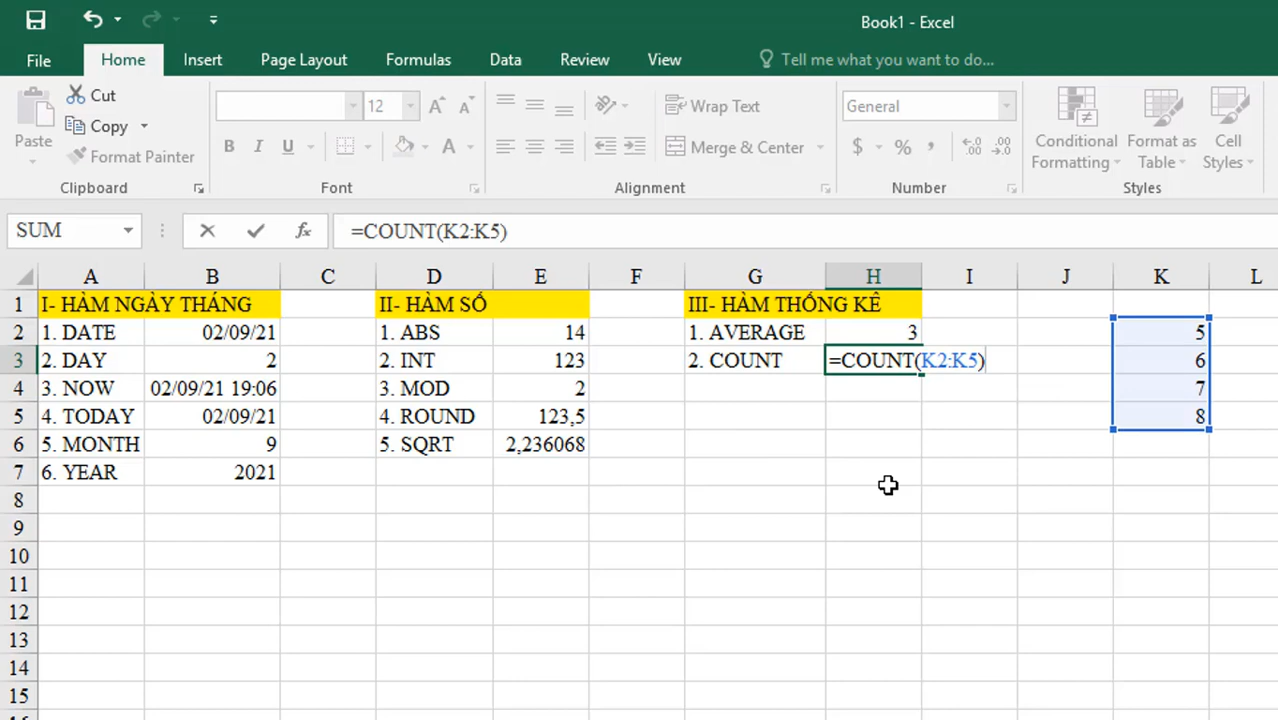 Book1 - Excel
File Home Insert Page Layout Formulas Data Review View Tell me what you want to do...
Paste
Cut
Copy
Format Painter
Clipboard
12 A A
B I U A
Font
Wrap Text
Merge & Center
Alignment
General
$ % , .00
Number
Conditional Formatting
Format as Table
Cell Styles
Styles
SUM fx =COUNT(K2:K5)
A B C D E F G H I J K L
1 I- HÀM NGÀY THÁNG II- HÀM SỐ III- HÀM THỐNG KÊ
2 1. DATE 02/09/21 1. ABS 14 1. AVERAGE 3 5
3 2. DAY 2 2. INT 123 2. COUNT =COUNT(K2:K5) 6
4 3. NOW 02/09/21 19:06 3. MOD 2 7
5 4. TODAY 02/09/21 4. ROUND 123,5 8
6 5. MONTH 9 5. SQRT 2,236068
7 6. YEAR 2021
8
9
10
11
12
13
14
15